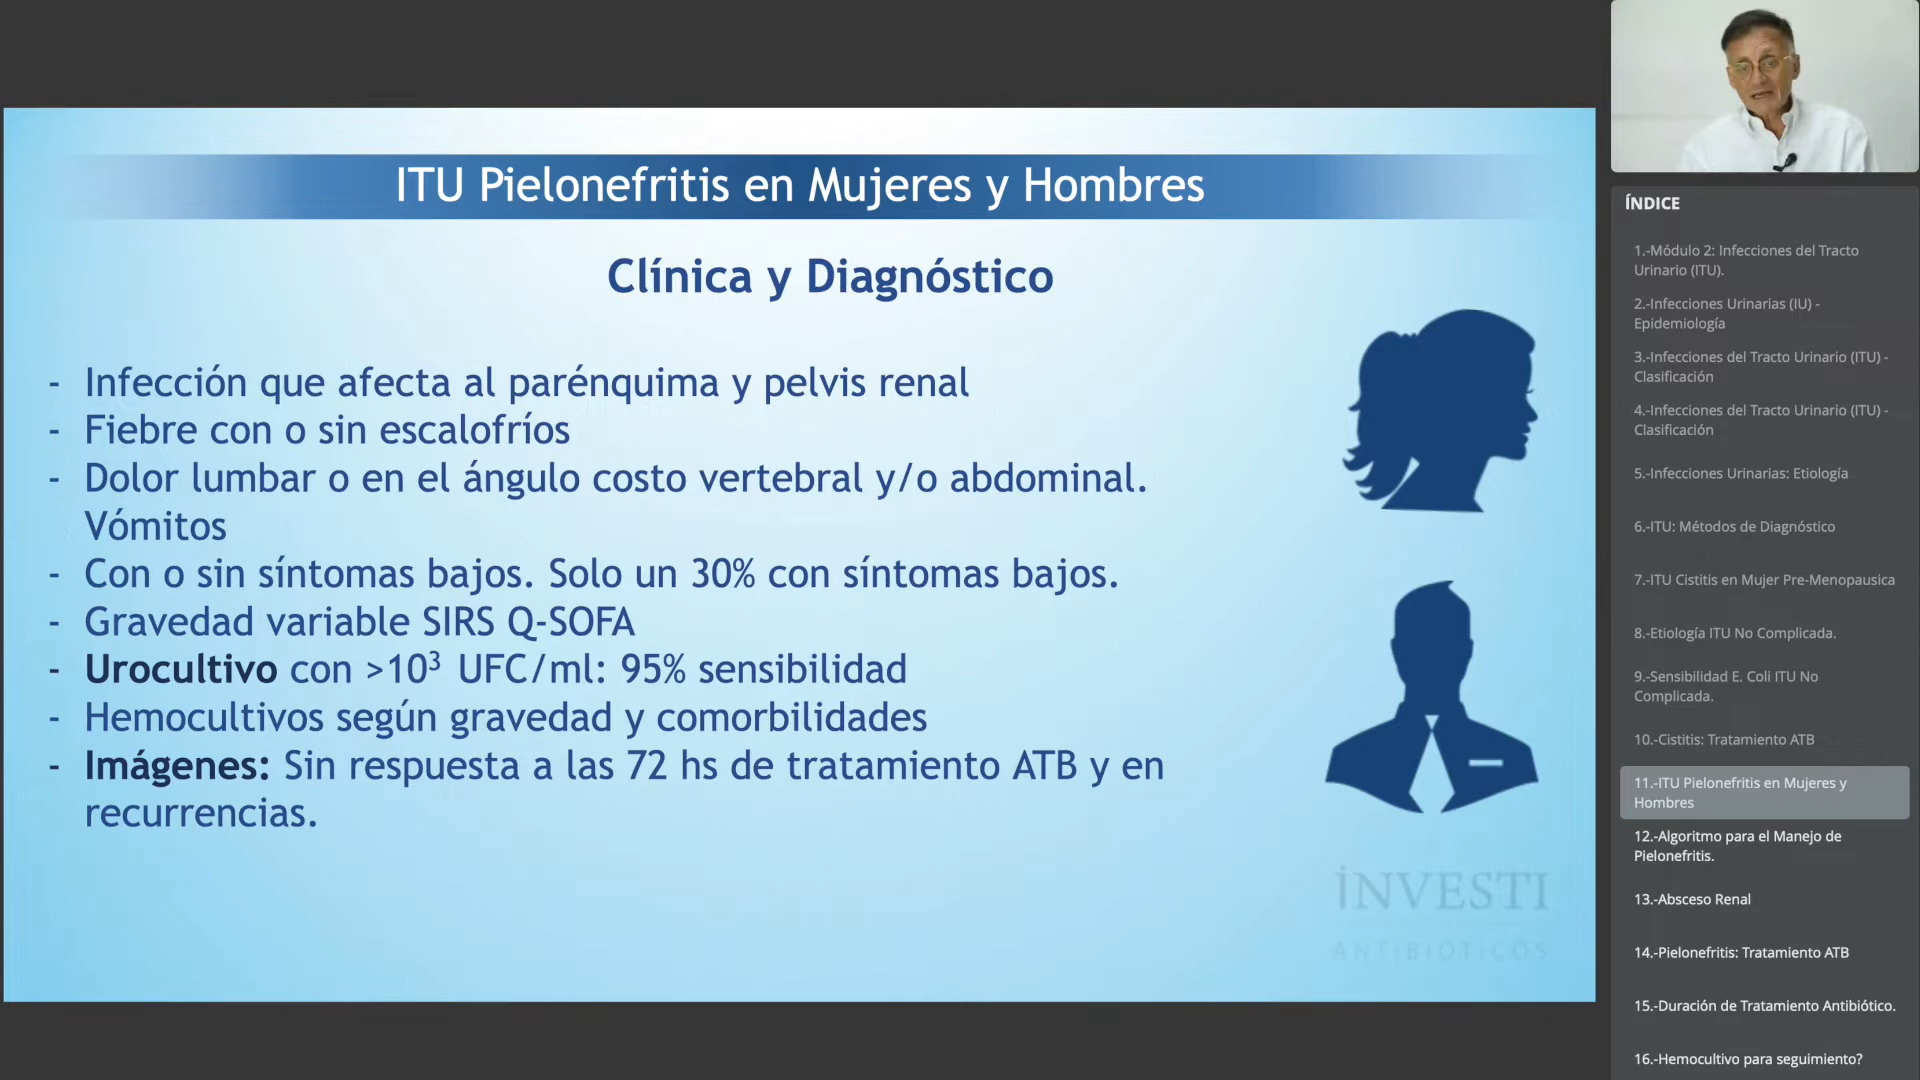 ITU Pielonefritis en Mujeres y Hombres
Clínica y Diagnóstico
- Infección que afecta al parénquima y pelvis renal
- Fiebre con o sin escalofríos
- Dolor lumbar o en el ángulo costo vertebral y/o abdominal.
Vómitos
- Con o sin síntomas bajos. Solo un 30% con síntomas bajos.
- Gravedad variable SIRS Q-SOFA
- Urocultivo con >10³ UFC/ml: 95% sensibilidad
- Hemocultivos según gravedad y comorbilidades
- Imágenes: Sin respuesta a las 72 hs de tratamiento ATB y en
recurrencias.
INVESTI
ANTIBIÓTICOS
ÍNDICE
1.-Módulo 2: Infecciones del Tracto
Urinario (ITU).
2.-Infecciones Urinarias (IU) -
Epidemiología
3.-Infecciones del Tracto Urinario (ITU) -
Clasificación
4.-Infecciones del Tracto Urinario (ITU) -
Clasificación
5.-Infecciones Urinarias: Etiología
6.-ITU: Métodos de Diagnóstico
7.-ITU Cistitis en Mujer Pre-Menopausica
8.-Etiología ITU No Complicada.
9.-Sensibilidad E. Coli ITU No
Complicada.
10.-Cistitis: Tratamiento ATB
11.-ITU Pielonefritis en Mujeres y
Hombres
12.-Algoritmo para el Manejo de
Pielonefritis.
13.-Absceso Renal
14.-Pielonefritis: Tratamiento ATB
15.-Duración de Tratamiento Antibiótico.
16.-Hemocultivo para seguimiento?